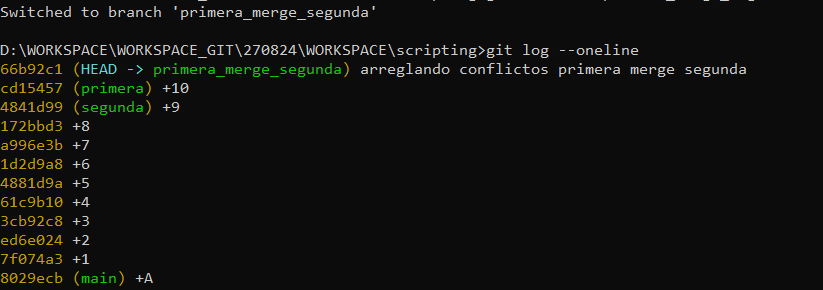 Switched to branch 'primera_merge_segunda'
D:\WORKSPACE\WORKSPACE_GIT\270824\WORKSPACE\scripting>git log --oneline
66b92c1 (HEAD -> primera_merge_segunda) arreglando conflictos primera merge segunda
cd15457 (primera) +10
4841d99 (segunda) +9
172bbd3 +8
a996e3b +7
1d2d9a8 +6
4881d9a +5
61c9b10 +4
3cb92c8 +3
ed6e024 +2
7f074a3 +1
8029ecb (main) +A